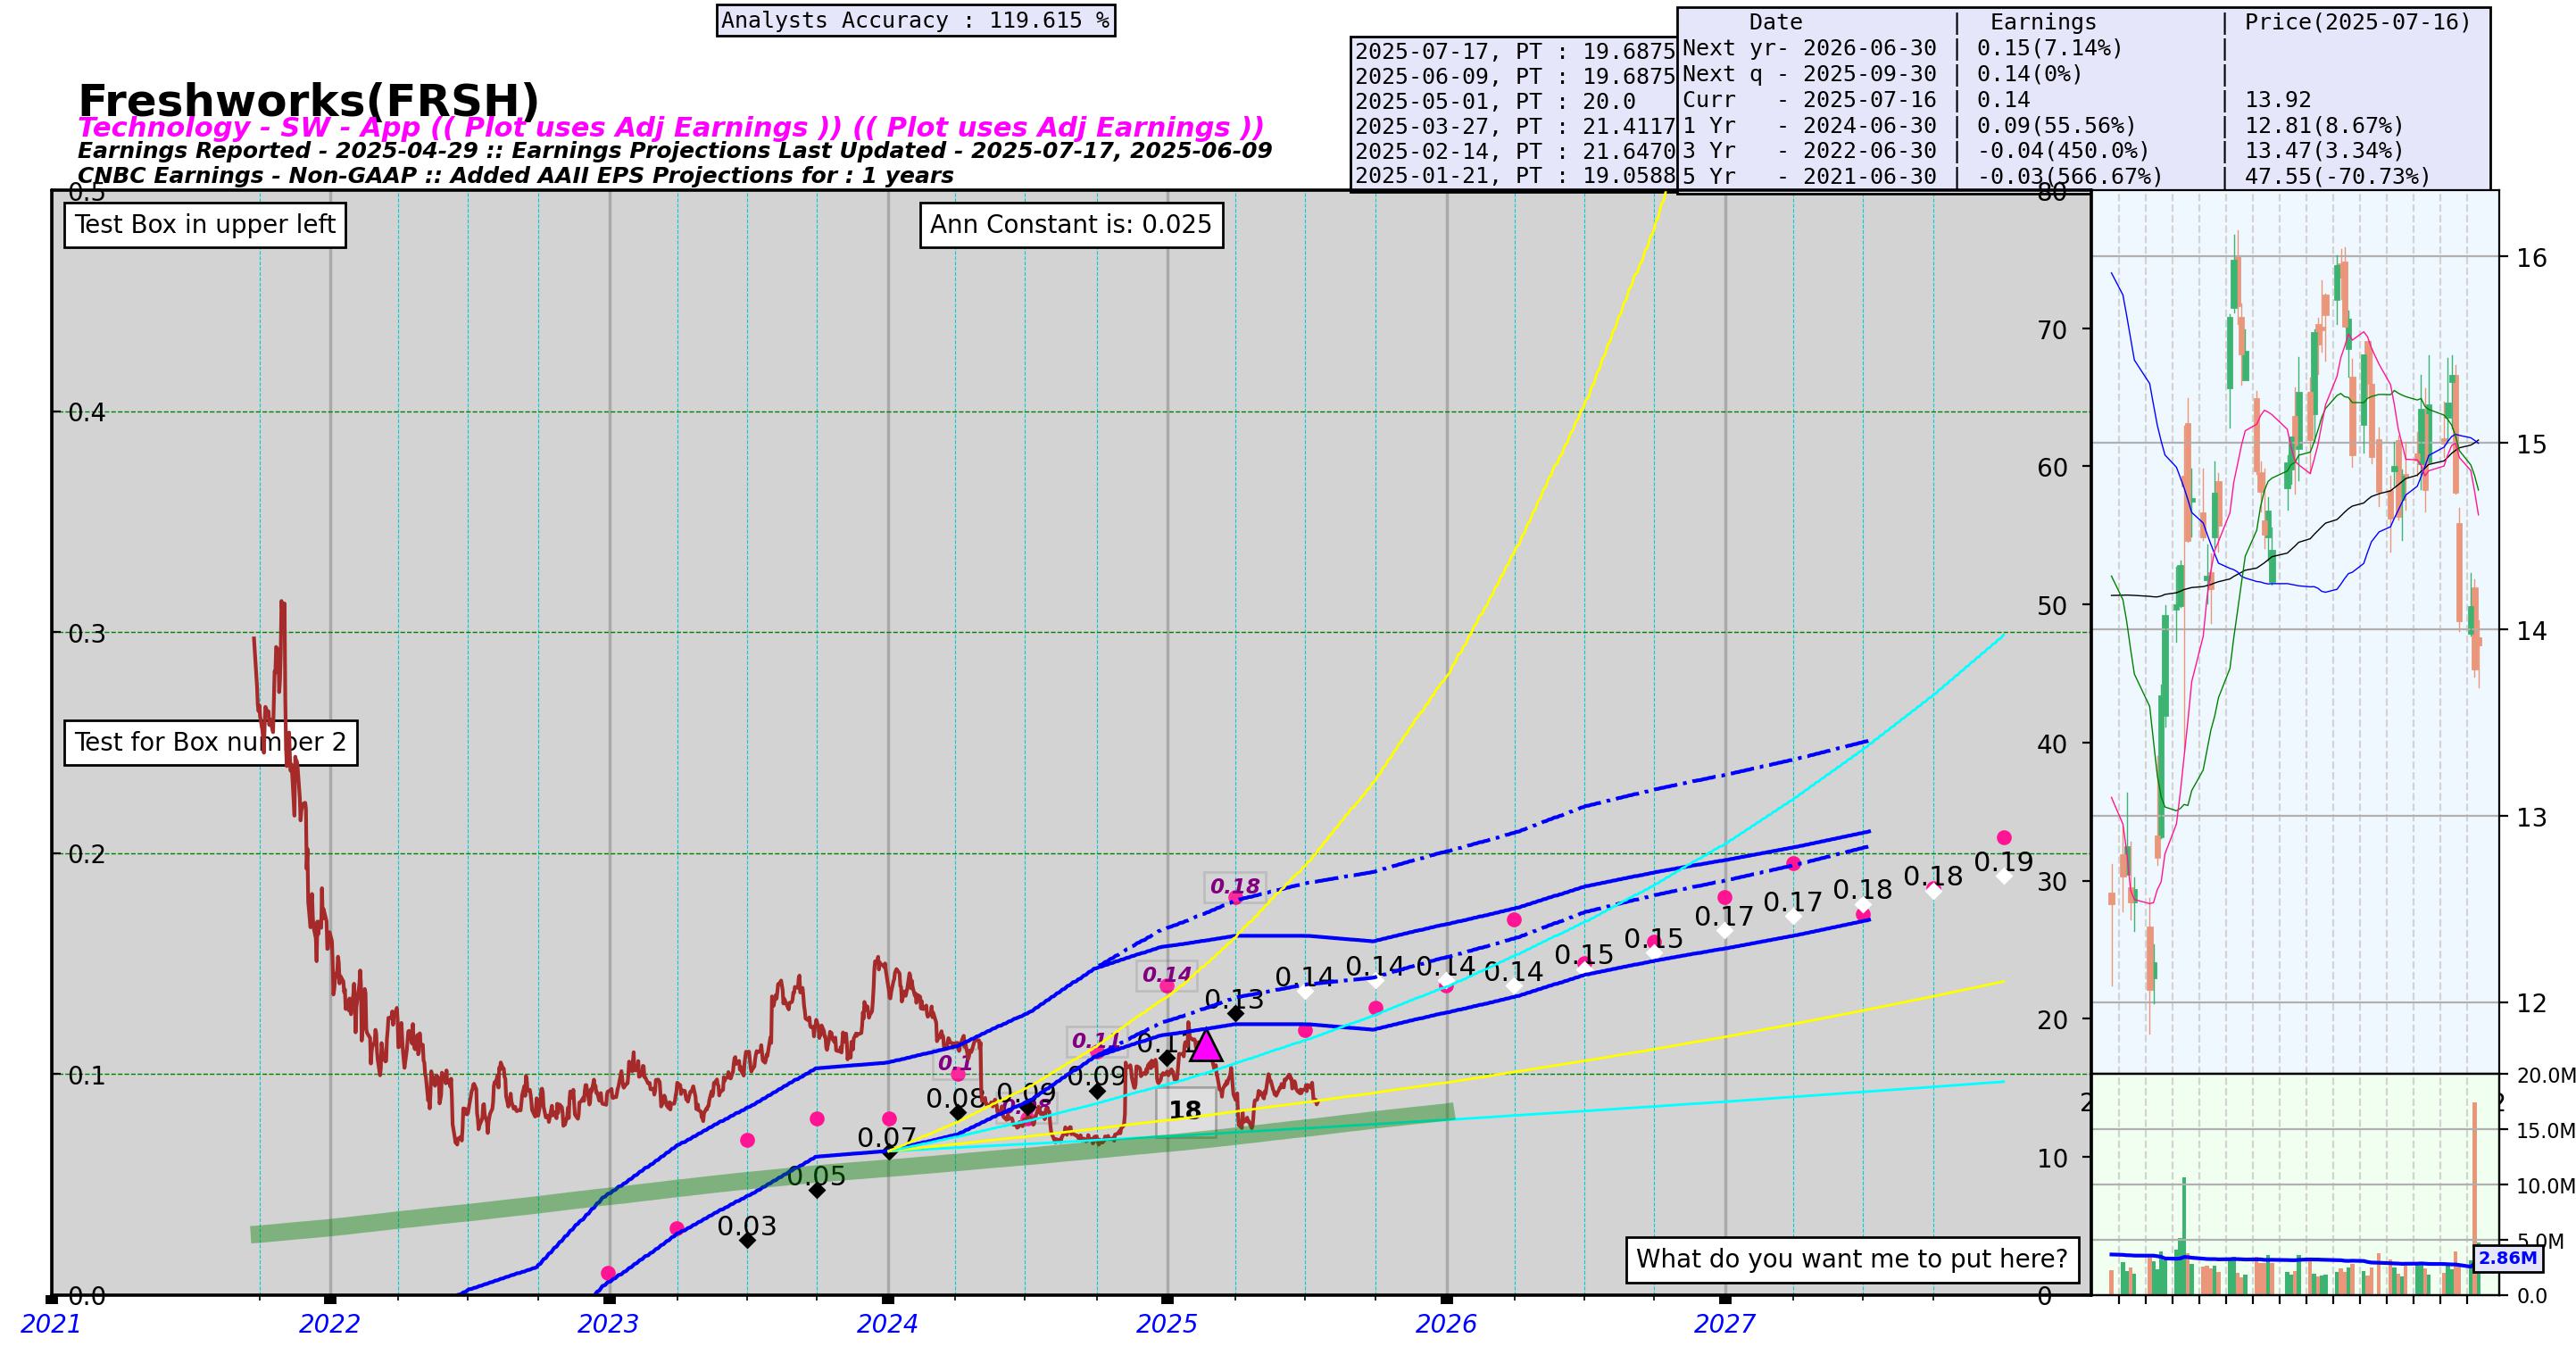 Analysts Accuracy : 119.615 %
Date | Earnings | Price(2025-07-16)
Next yr- 2026-06-30 | 0.15(7.14%) |
Next q - 2025-09-30 | 0.14(0%) |
Curr - 2025-07-16 | 0.14 | 13.92
1 Yr - 2024-06-30 | 0.09(55.56%) | 12.81(8.67%)
3 Yr - 2022-06-30 | -0.04(450.0%) | 13.47(3.34%)
5 Yr - 2021-06-30 | -0.03(566.67%) | 47.55(-70.73%)
2025-07-17, PT : 19.6875
2025-06-09, PT : 19.6875
2025-05-01, PT : 20.0
2025-03-27, PT : 21.4117
2025-02-14, PT : 21.6470
2025-01-21, PT : 19.0588
Freshworks(FRSH)
Technology - SW - App (( Plot uses Adj Earnings )) (( Plot uses Adj Earnings ))
Earnings Reported - 2025-04-29 :: Earnings Projections Last Updated - 2025-07-17, 2025-06-09
CNBC Earnings - Non-GAAP :: Added AAII EPS Projections for : 1 years
Test Box in upper left
Ann Constant is: 0.025
Test for Box number 2
What do you want me to put here?
0.5
0.4
0.3
0.2
0.1
0.0
80
70
60
50
40
30
20
10
0
0.03
0.05
0.07
0.08
0.09
0.09
0.11
0.13
0.14
0.14
0.14
0.14
0.15
0.15
0.17
0.17
0.18
0.18
0.19
0.1
0.11
0.14
0.18
18
16
15
14
13
12
20.0M
15.0M
10.0M
5.0M
0.0
2.86M
2021
2022
2023
2024
2025
2026
2027